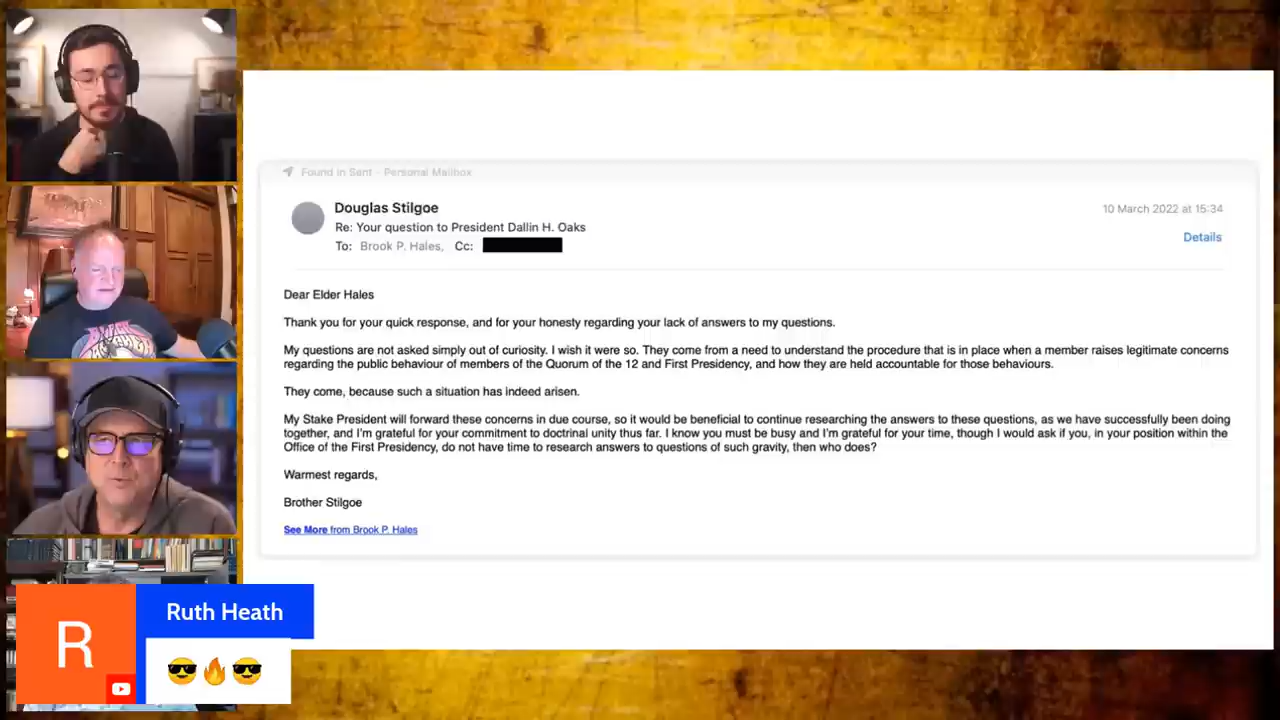 Found in Sent - Personal Mailbox
Douglas Stilgoe
10 March 2022 at 15:34
Re: Your question to President Dallin H. Oaks
Details
To: Brook P. Hales, Cc:
Dear Elder Hales
Thank you for your quick response, and for your honesty regarding your lack of answers to my questions.
My questions are not asked simply out of curiosity. I wish it were so. They come from a need to understand the procedure that is in place when a member raises legitimate concerns
regarding the public behaviour of members of the Quorum of the 12 and First Presidency, and how they are held accountable for those behaviours.
They come, because such a situation has indeed arisen.
My Stake President will forward these concerns in due course, so it would be beneficial to continue researching the answers to these questions, as we have successfully been doing
together, and I'm grateful for your commitment to doctrinal unity thus far. I know you must be busy and I'm grateful for your time, though I would ask if you, in your position within the
Office of the First Presidency, do not have time to research answers to questions of such gravity, then who does?
Warmest regards,
Brother Stilgoe
See More from Brook P. Hales
R
Ruth Heath
😎🔥😎